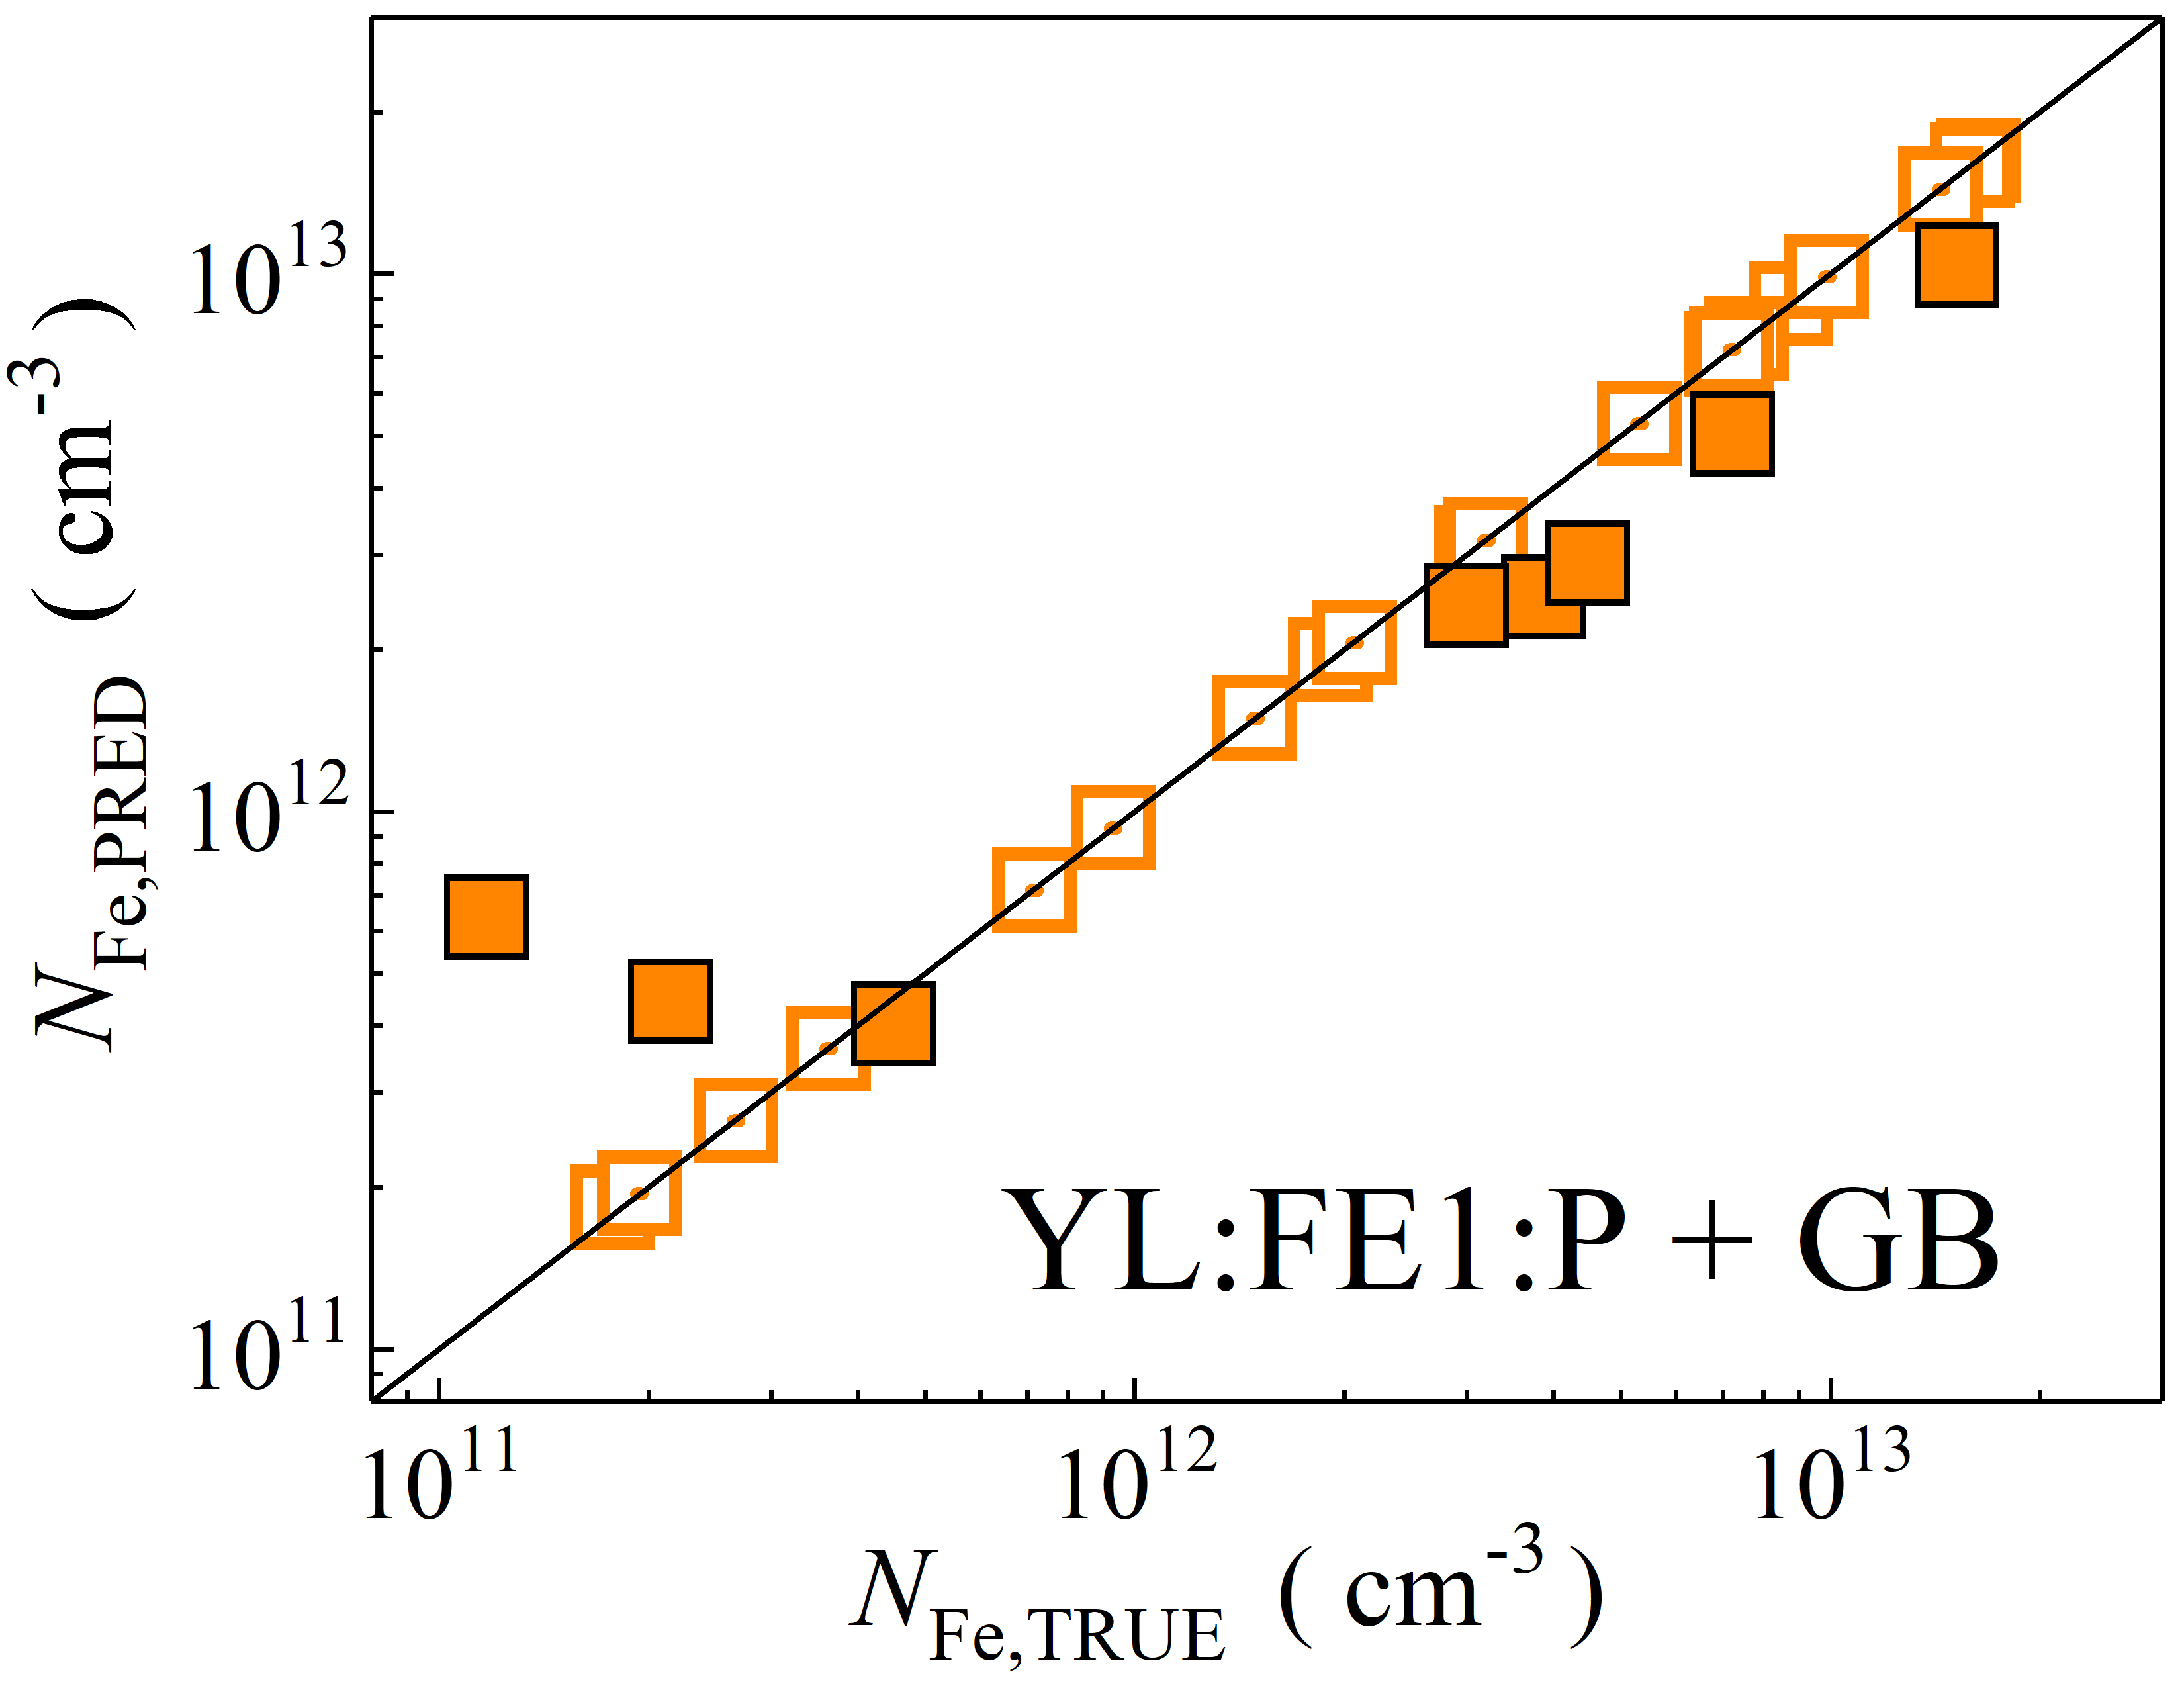 N_Fe,PRED ( cm^-3 )
10^13
10^12
10^11
YL:FE1:P + GB
10^11 10^12 10^13
N_Fe,TRUE ( cm^-3 )